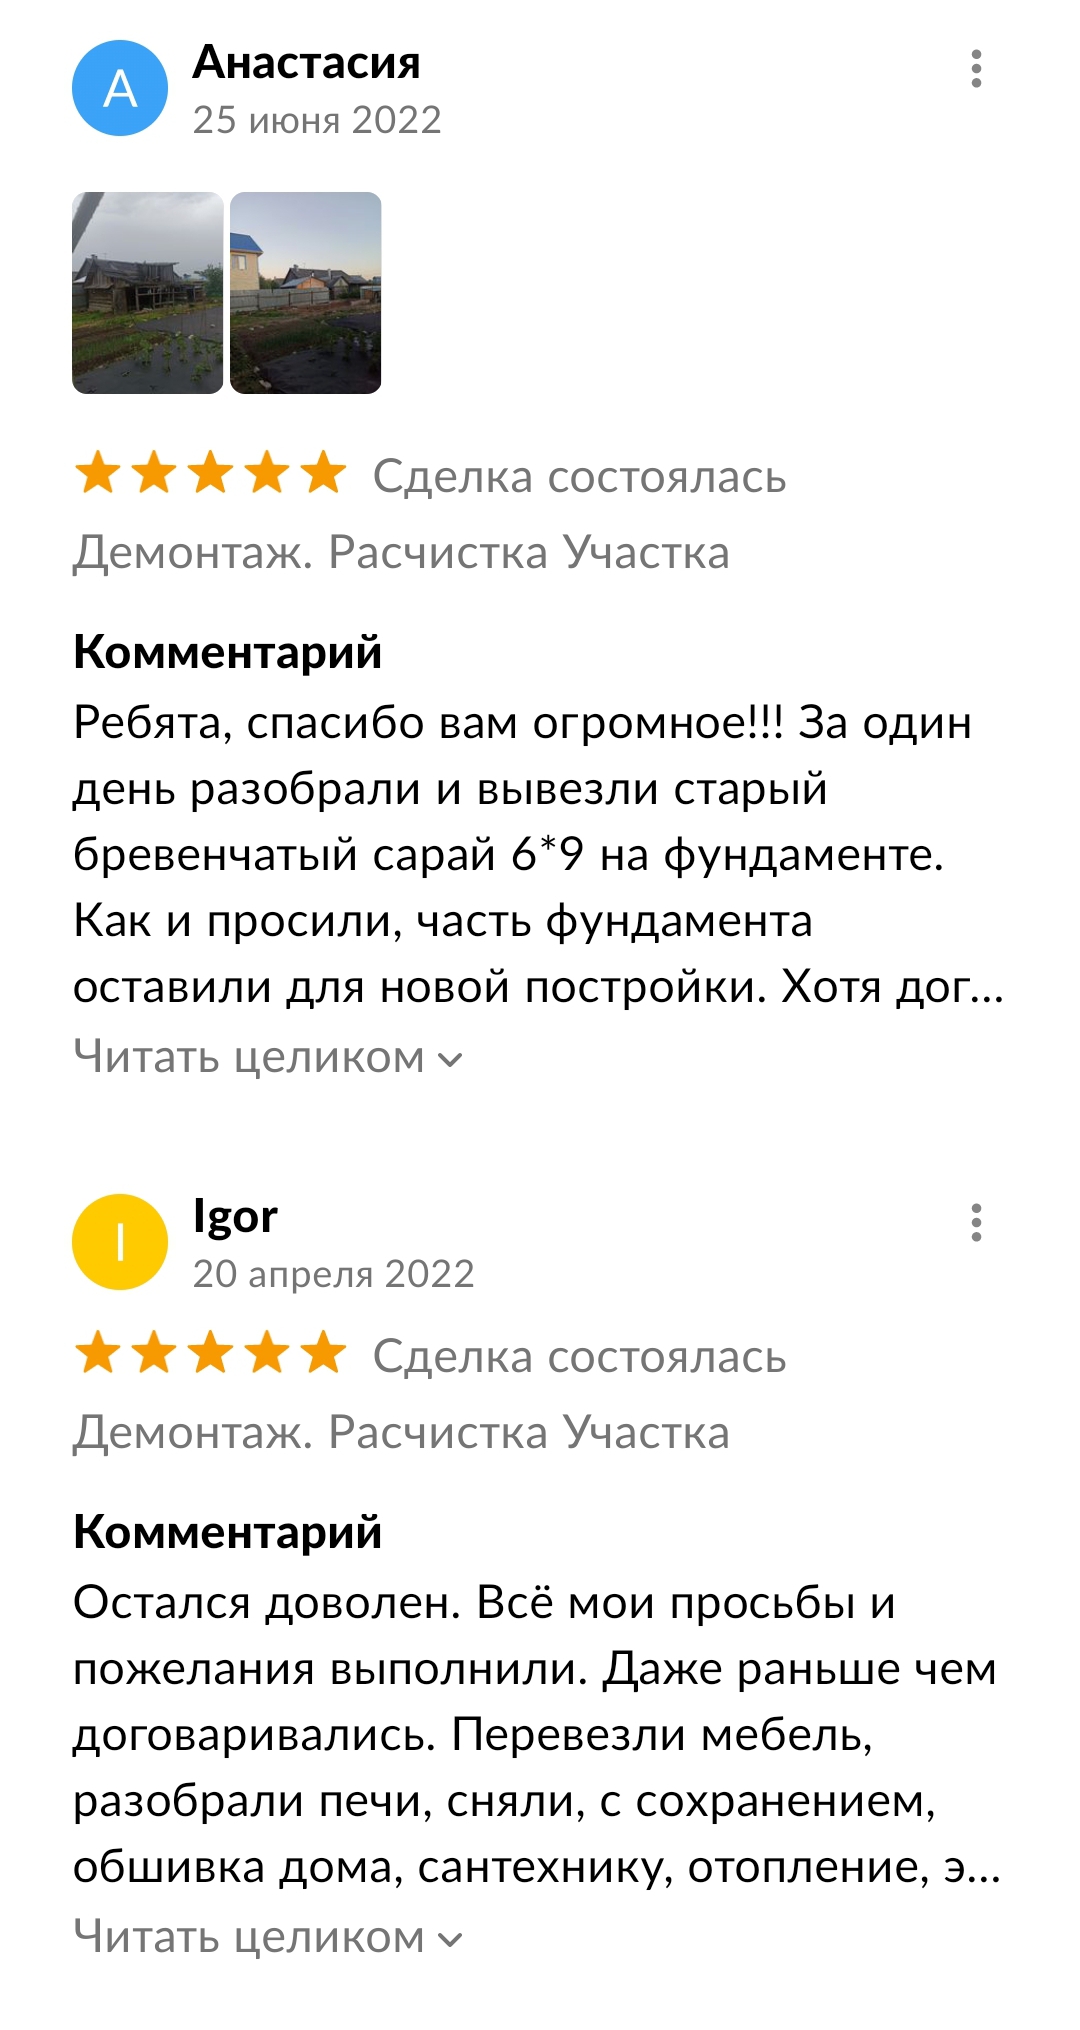 А
Анастасия
25 июня 2022
Сделка состоялась
Демонтаж. Расчистка Участка
Комментарий
Ребята, спасибо вам огромное!!! За один
день разобрали и вывезли старый
бревенчатый сарай 6*9 на фундаменте.
Как и просили, часть фундамента
оставили для новой постройки. Хотя дог...
Читать целиком
I
Igor
20 апреля 2022
Сделка состоялась
Демонтаж. Расчистка Участка
Комментарий
Остался доволен. Всё мои просьбы и
пожелания выполнили. Даже раньше чем
договаривались. Перевезли мебель,
разобрали печи, сняли, с сохранением,
обшивка дома, сантехнику, отопление, э...
Читать целиком